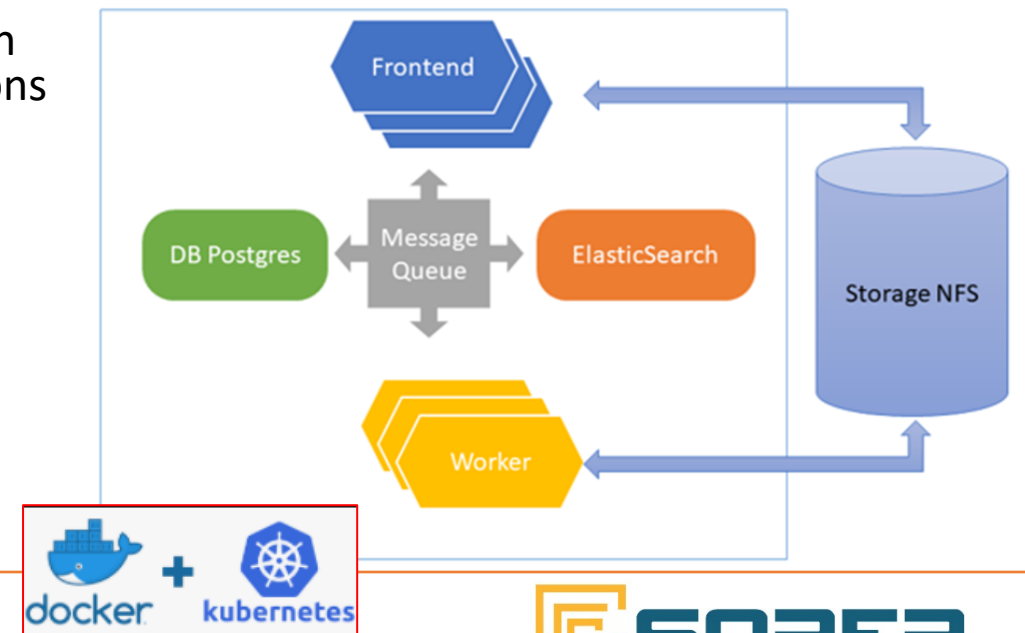 Frontend
DB Postgres
Message
Queue
ElasticSearch
Storage NFS
Worker
docker
kubernetes